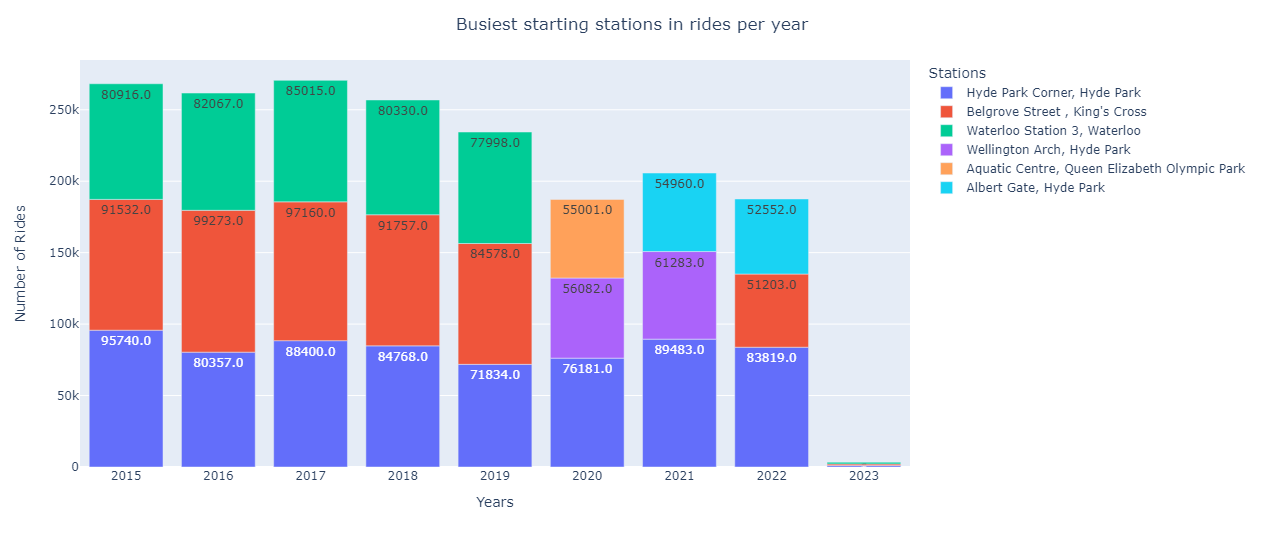 Busiest starting stations in rides per year
Number of Rides
250k
200k
150k
100k
50k
0
80916.0
91532.0
95740.0
82067.0
99273.0
80357.0
85015.0
97160.0
88400.0
80330.0
91757.0
84768.0
77998.0
84578.0
71834.0
55001.0
56082.0
76181.0
54960.0
61283.0
89483.0
52552.0
51203.0
83819.0
2015
2016
2017
2018
2019
2020
2021
2022
2023
Years
Stations
Hyde Park Corner, Hyde Park
Belgrove Street , King's Cross
Waterloo Station 3, Waterloo
Wellington Arch, Hyde Park
Aquatic Centre, Queen Elizabeth Olympic Park
Albert Gate, Hyde Park